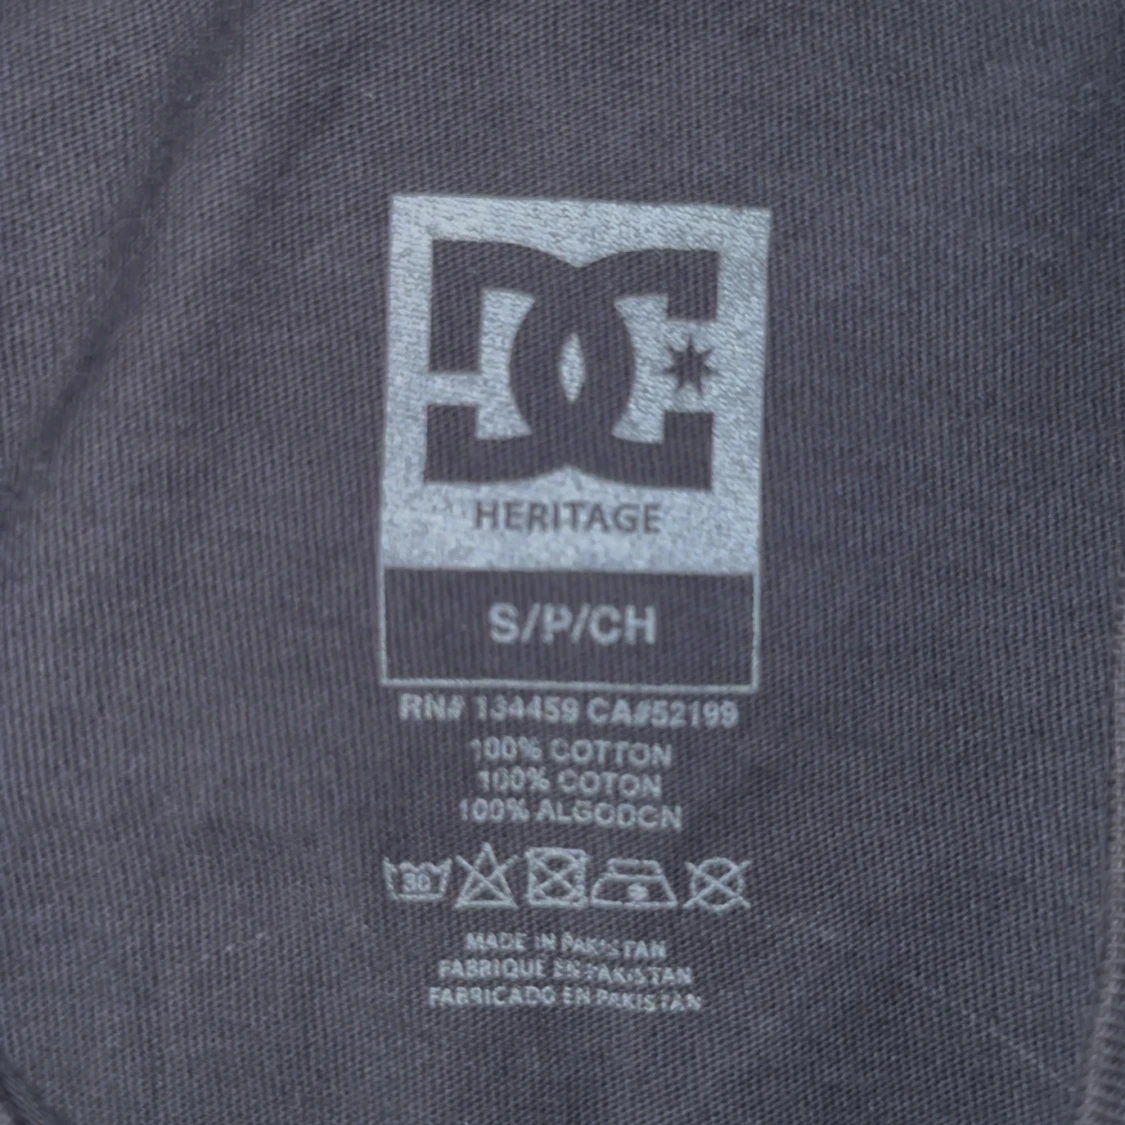 DC
HERITAGE
S/P/CH
RN# 134459 CA#52199
100% COTTON
100% COTON
100% ALGODON
30
MADE IN PAKISTAN
FABRIQUE EN PAKISTAN
FABRICADO EN PAKISTAN